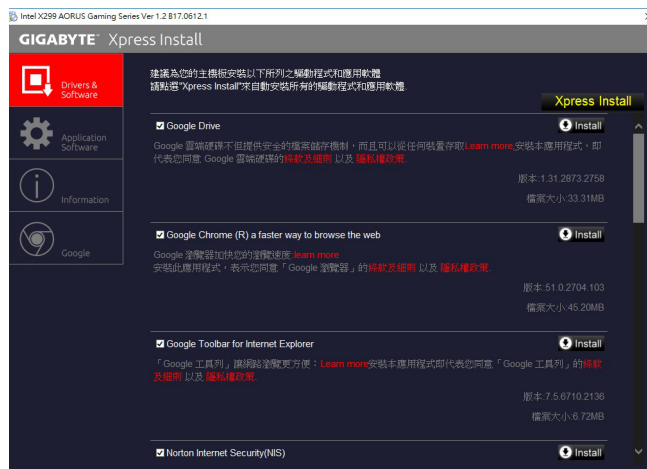 Intel X299 AORUS Gaming Series Ver 1.2 B17.0612.1
GIGABYTE™ Xpress Install
Drivers &
Software
Application
Software
Information
Google
建議為您的主機板安裝以下所列之驅動程式和應用軟體
請點選"Xpress Install"來自動安裝所有的驅動程式和應用軟體.
Xpress Install
Google Drive
Install
Google 雲端硬碟不但提供安全的檔案儲存機制，而且可以從任何裝置存取Learn more安裝本應用程式，即
代表您同意 Google 雲端硬碟的條款及細則 以及 隱私權政策.
版本:1.31.2873.2758
檔案大小:33.31MB
Google Chrome (R) a faster way to browse the web
Install
Google 瀏覽器加快您的瀏覽速度 learn more
安裝此應用程式，表示您同意「Google 瀏覽器」的條款及細則 以及 隱私權政策.
版本:51.0.2704.103
檔案大小:45.20MB
Google Toolbar for Internet Explorer
Install
「Google 工具列」讓網路瀏覽更方便：Learn more安裝本應用程式即代表您同意「Google 工具列」的條款
及細則 以及 隱私權政策.
版本:7.5.6710.2136
檔案大小:6.72MB
Norton Internet Security(NIS)
Install